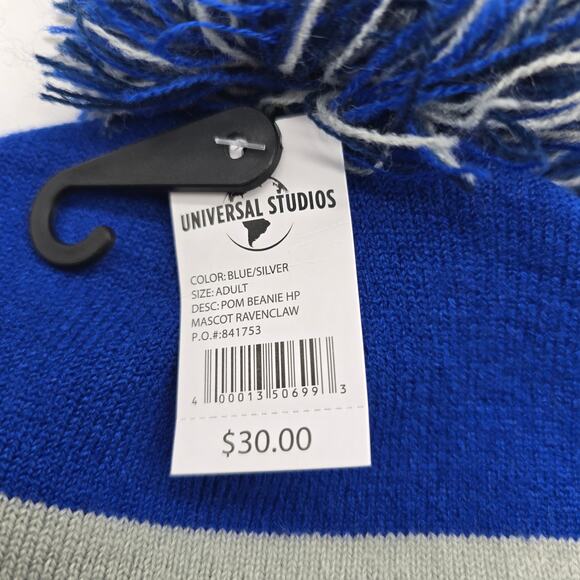 UNIVERSAL STUDIOS
COLOR: BLUE/SILVER
SIZE: ADULT
DESC: POM BEANIE HP
MASCOT RAVENCLAW
P.O.#:841753
4 00013 50699 3
$30.00